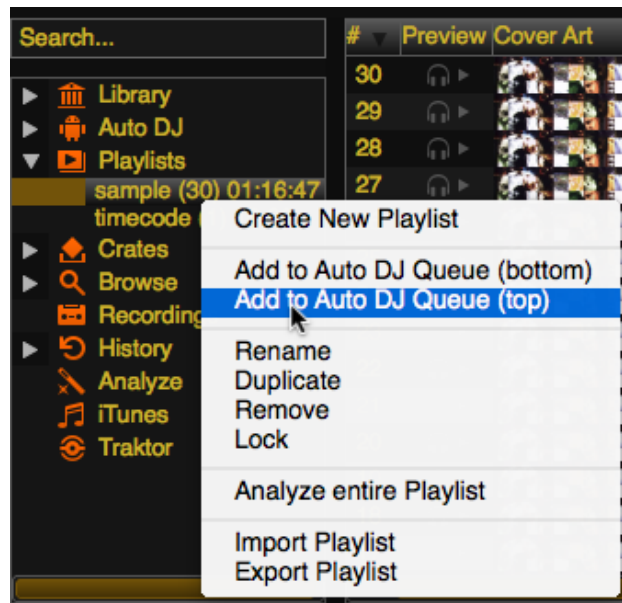 Search...
# Preview Cover Art
30
29
28
27
Library
Auto DJ
Playlists
sample (30) 01:16:47
timecode (
Crates
Browse
Recording
History
Analyze
iTunes
Traktor
Create New Playlist
Add to Auto DJ Queue (bottom)
Add to Auto DJ Queue (top)
Rename
Duplicate
Remove
Lock
Analyze entire Playlist
Import Playlist
Export Playlist